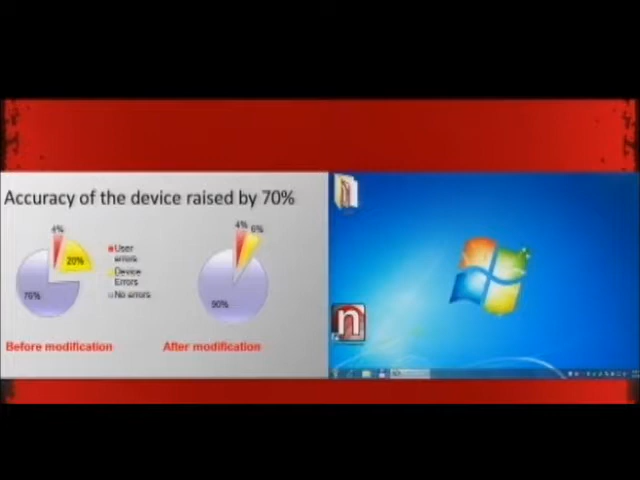 Accuracy of the device raised by 70%
4%
20%
76%
User
errors
Device
Errors
No errors
4%
6%
90%
Before modification
After modification
n